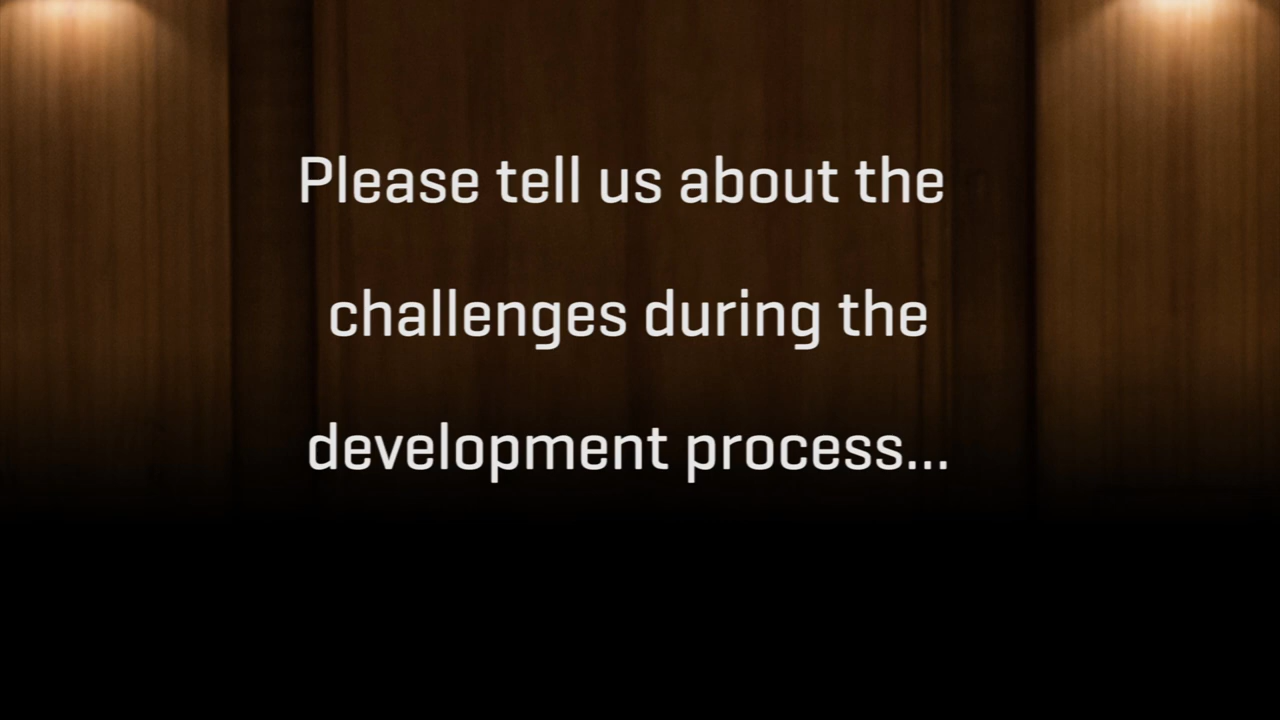 Please tell us about the
challenges during the
development process...